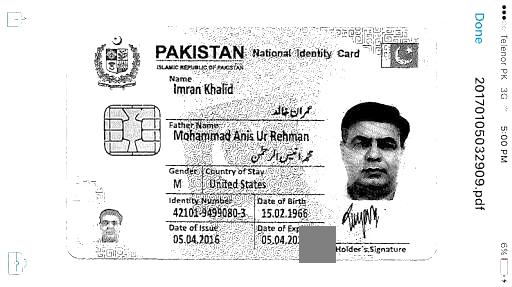 PAKISTAN National Identity Card
ISLAMIC REPUBLIC OF PAKISTAN
Name
Imran Khalid
عمران خالد
Father Name
Mohammad Anis Ur Rehman
محمد انیس الرحمٰن
Gender Country of Stay
M United States
Identity Number Date of Birth
42101-9499080-3 15.02.1966
Date of Issue Date of
05.04.2016 05.04.20
Holder's Signature
Done 20170105032909.pdf
Telenor PK 3G 5:00 PM 6%